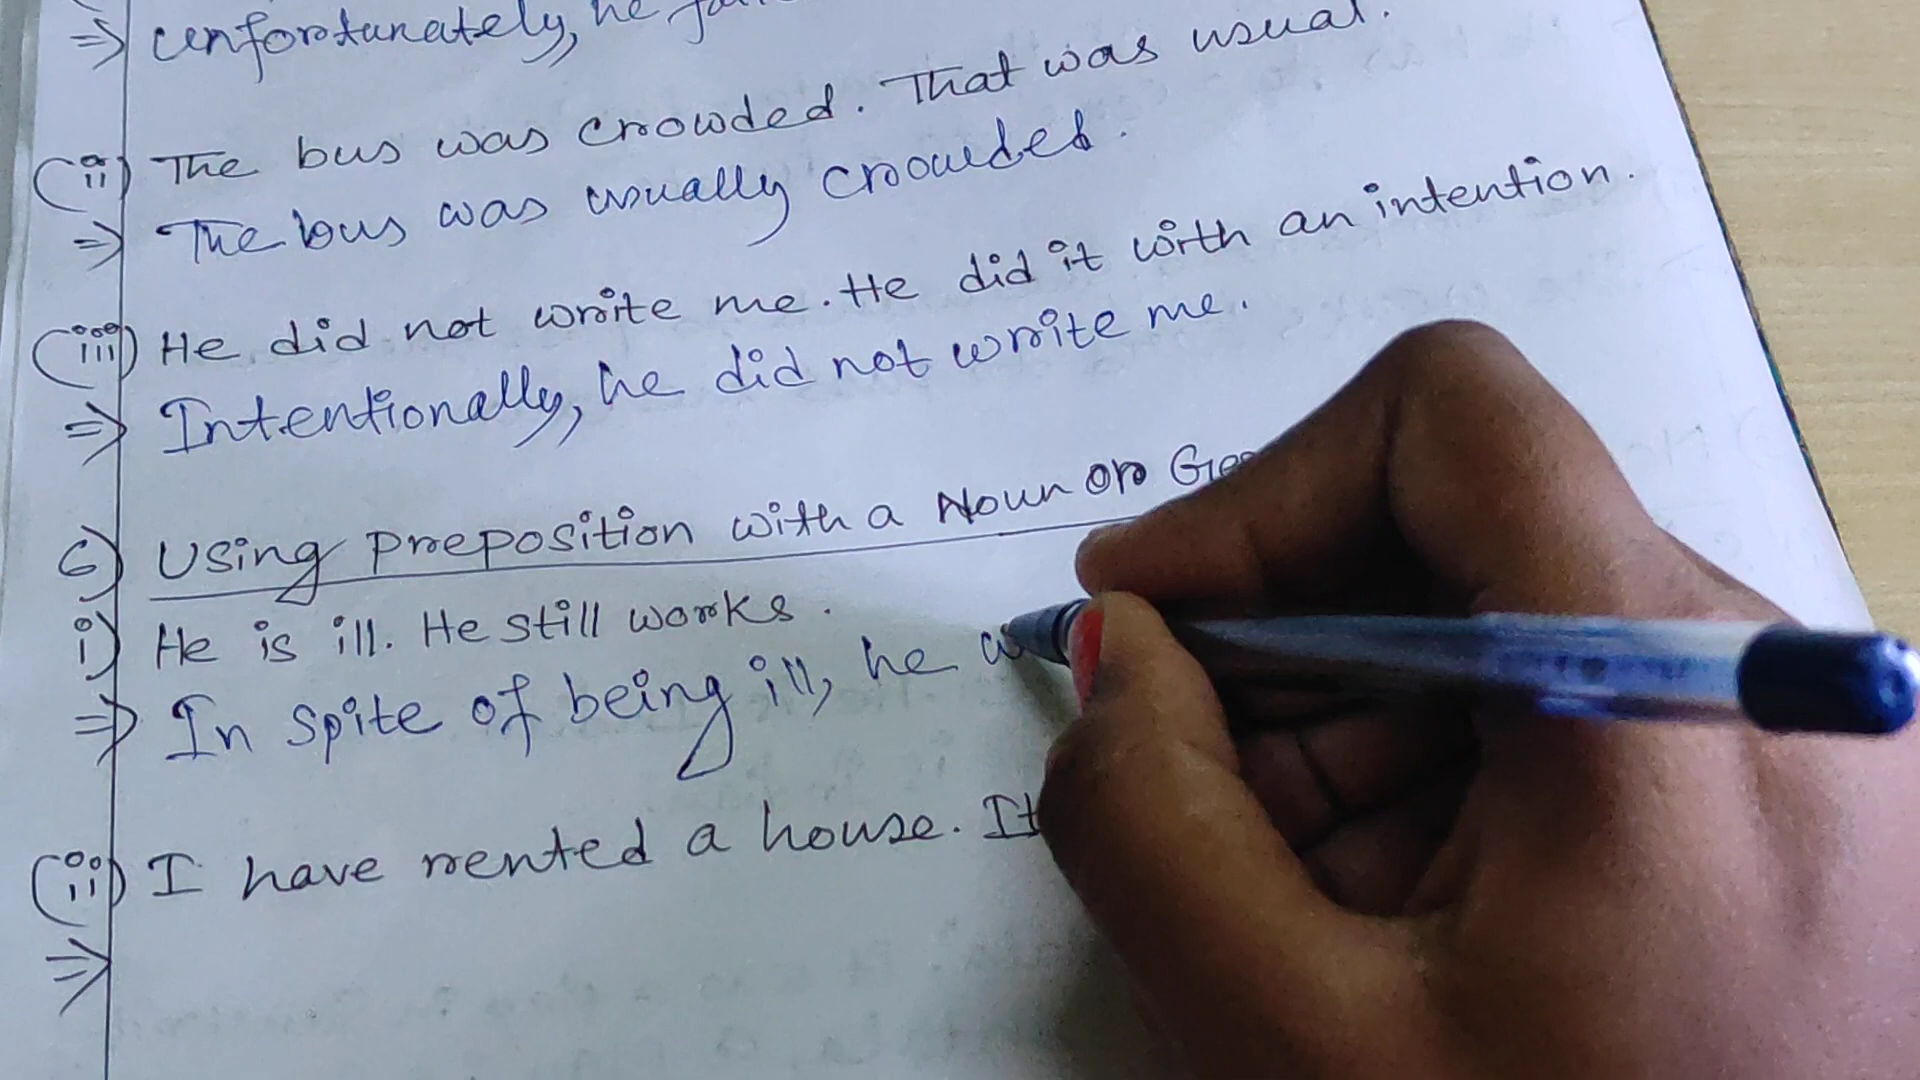 => unfortunately, he
(ii) The bus was crowded. That was usual.
=> The bus was usually crowded.
(iii) He did not write me. He did it with an intention.
=> Intentionally, he did not write me.
6) Using preposition with a Noun or
i) He is ill. He still works.
=> In spite of being ill, he
(ii) I have rented a house. It
=>